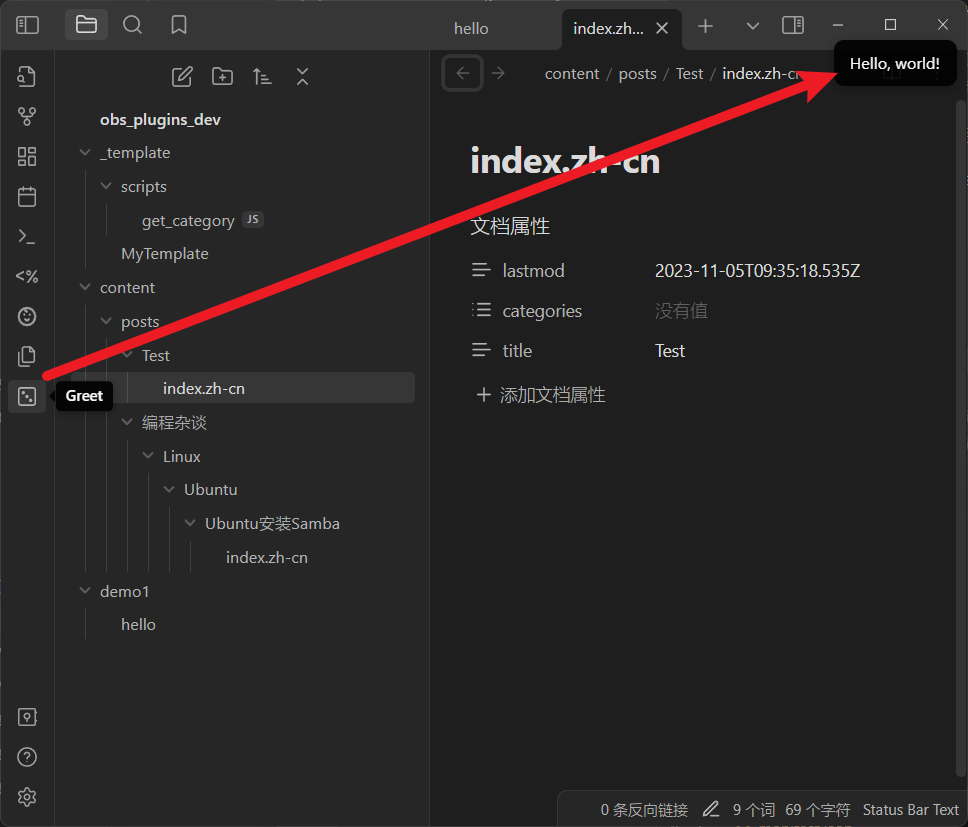 hello
index.zh...
content / posts / Test / index.zh-cn
Hello, world!
obs_plugins_dev
_template
scripts
get_category JS
MyTemplate
content
posts
Test
index.zh-cn
编程杂谈
Linux
Ubuntu
Ubuntu安装Samba
index.zh-cn
demo1
hello
<%
Greet
index.zh-cn
文档属性
lastmod 2023-11-05T09:35:18.535Z
categories 没有值
title Test
添加文档属性
0 条反向链接 9 个词 69 个字符 Status Bar Text